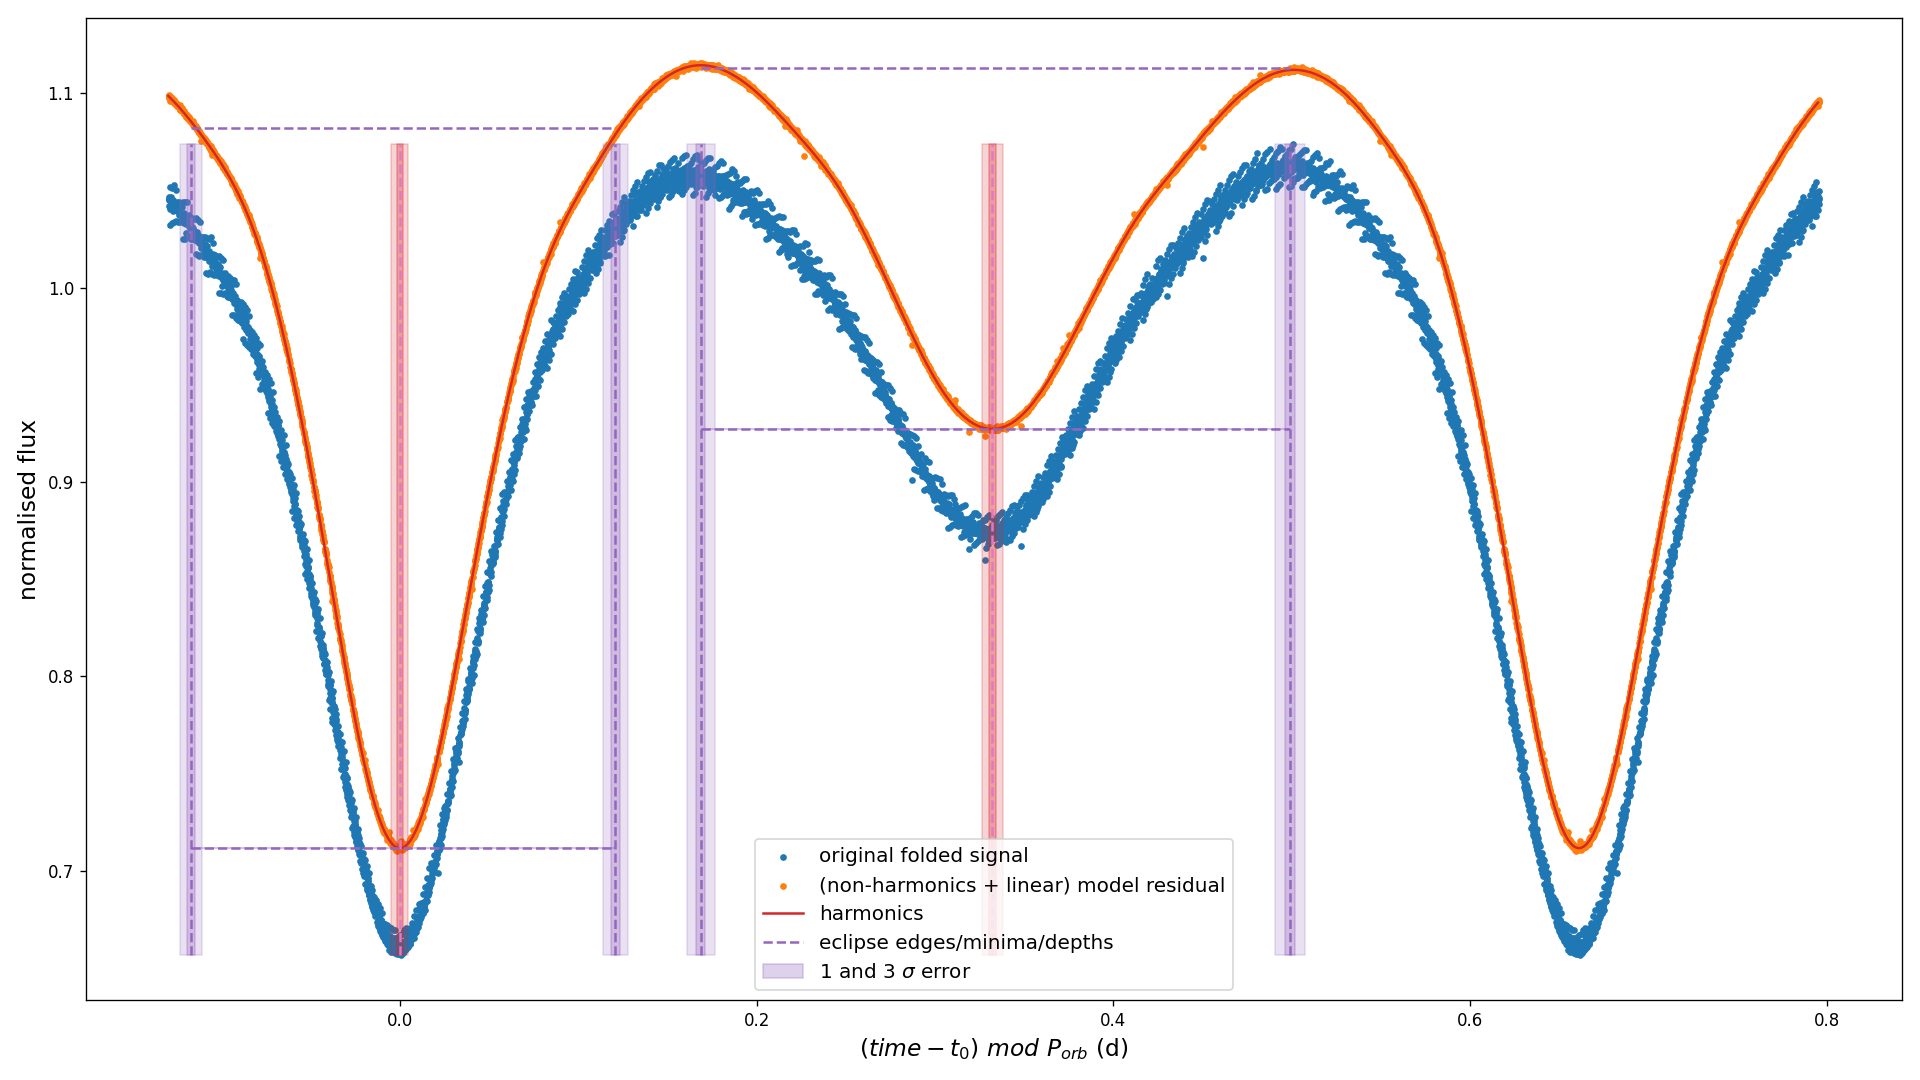 normalised flux
1.1
1.0
0.9
0.8
0.7
original folded signal
(non-harmonics + linear) model residual
harmonics
eclipse edges/minima/depths
1 and 3 σ error
0.0 0.2 0.4 0.6 0.8
(time − t₀) mod Pₒᵣb (d)